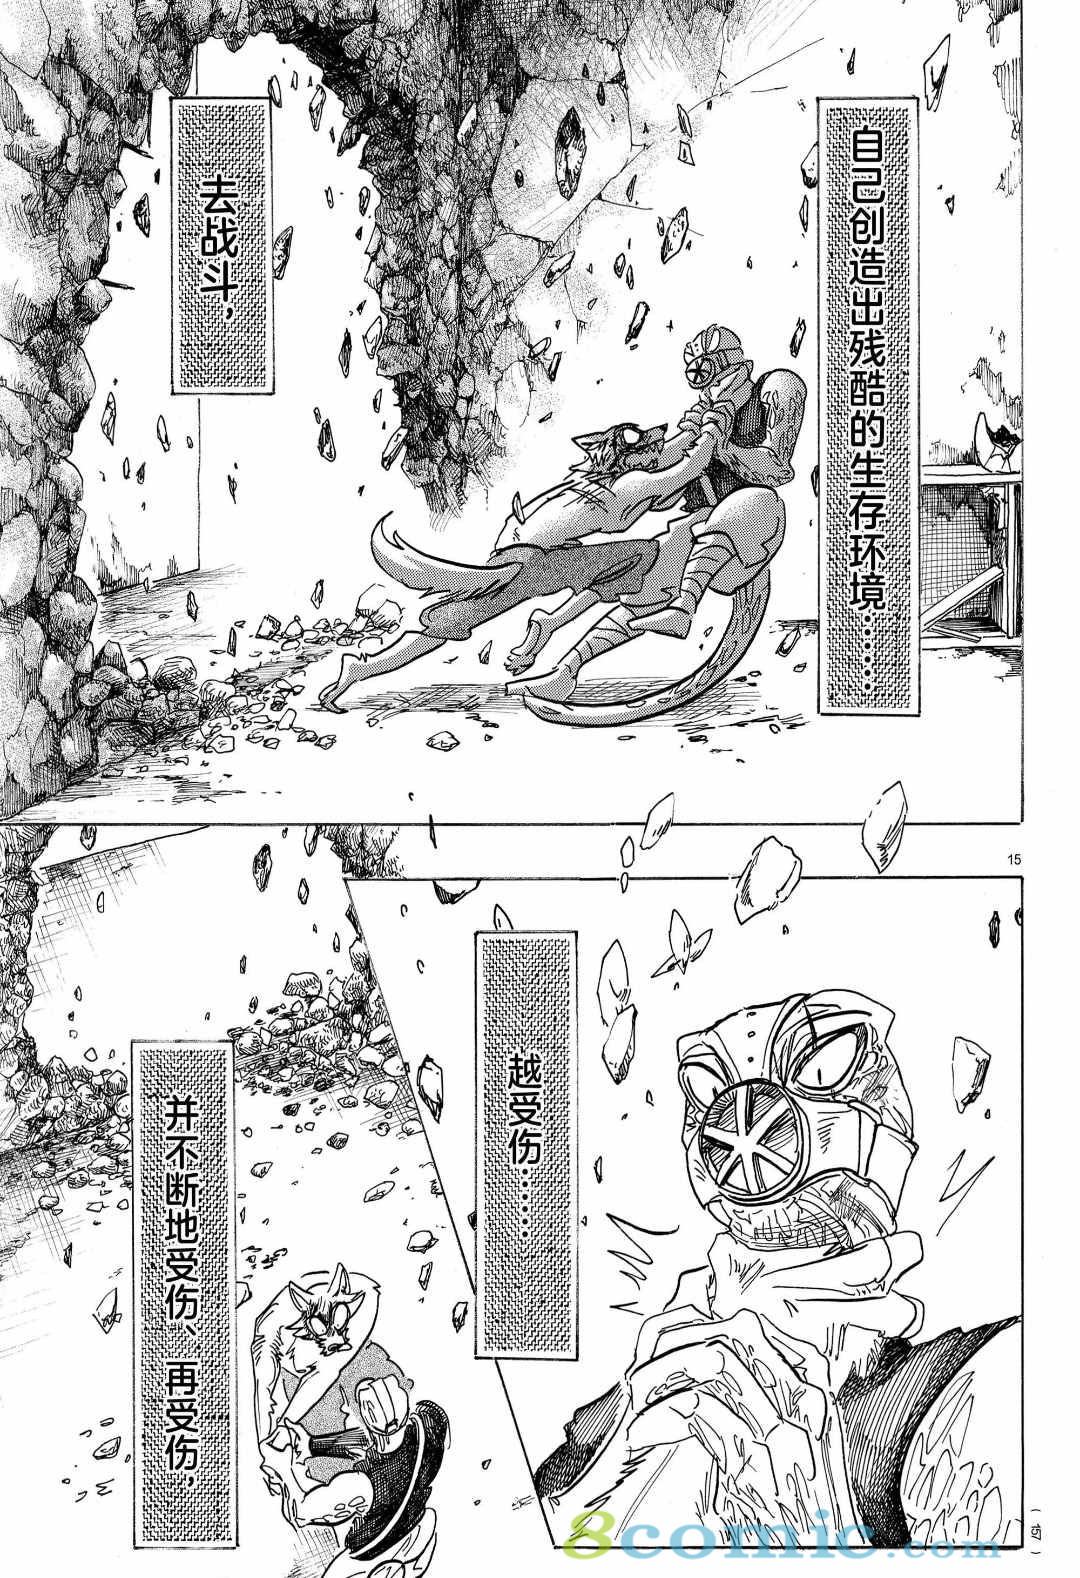 自己创造出残酷的生存环境………
去战斗，
15
越受伤……
并不断地受伤、再受伤，
8comic.com
(157)